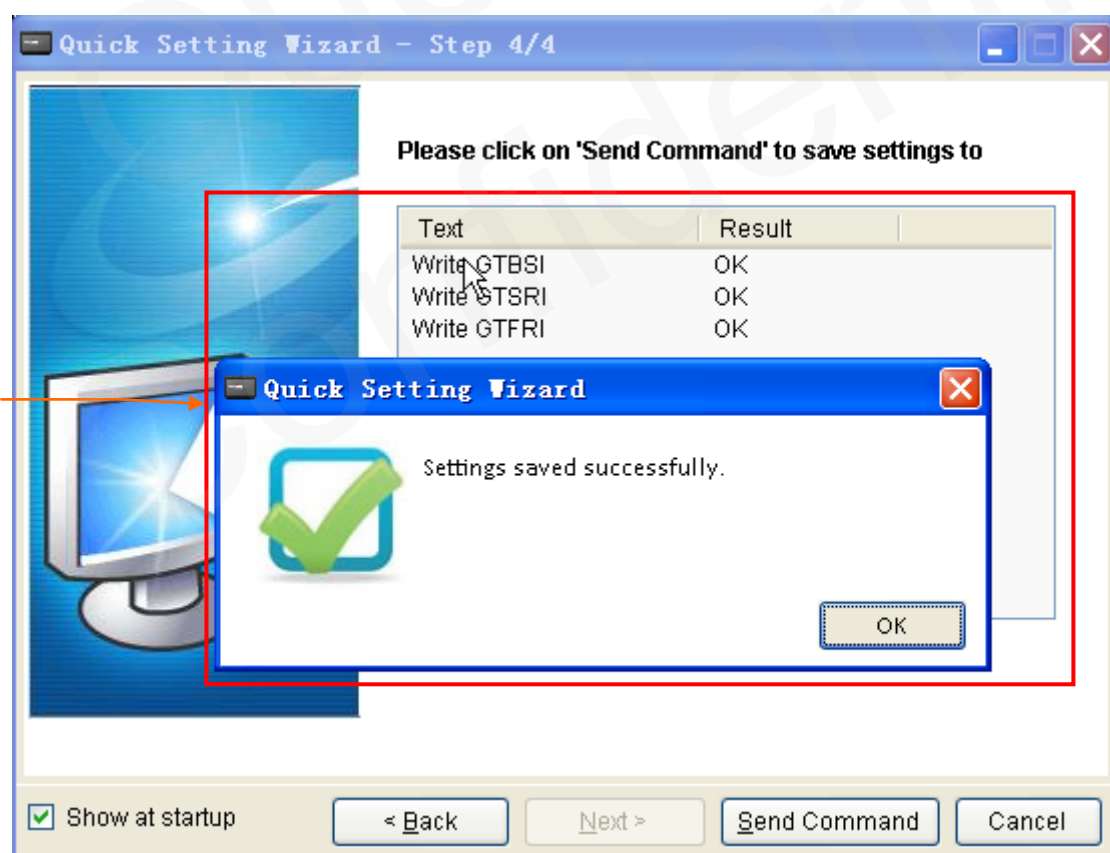 Quick Setting Wizard - Step 4/4
Please click on 'Send Command' to save settings to
Text Result
Write GTBSI OK
Write GTSRI OK
Write GTFRI OK
Quick Setting Wizard
Settings saved successfully.
OK
Show at startup < Back Next > Send Command Cancel